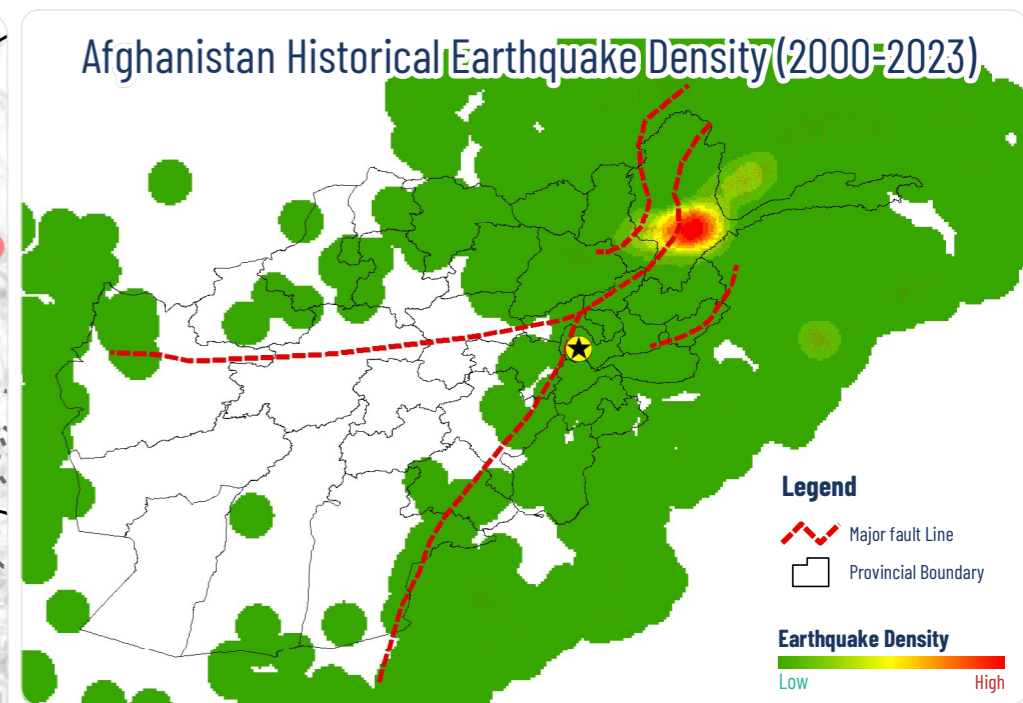 Afghanistan Historical Earthquake Density (2000=2023)
Legend
Major fault Line
Provincial Boundary
Earthquake Density
Low High